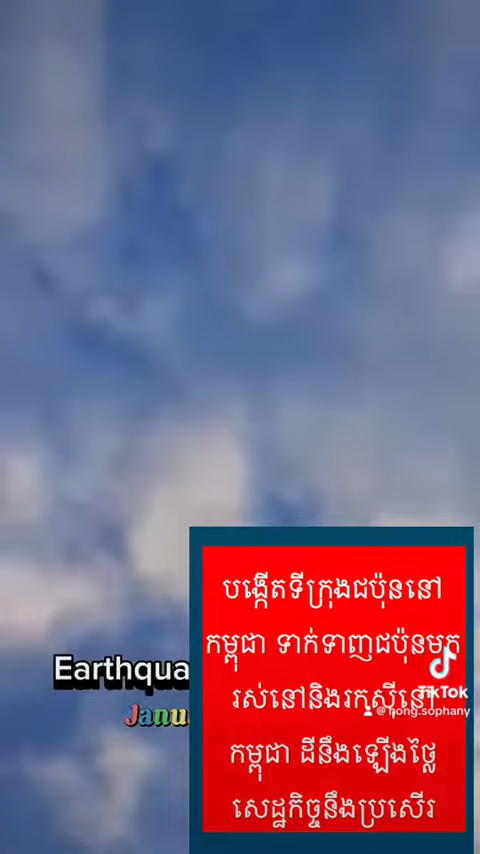 បង្កើតទីក្រុងជប៉ុននៅ
កម្ពុជា ទាក់ទាញជប៉ុនមក
រស់នៅនិងរកស៊ីនៅ
កម្ពុជា ដីនឹងឡើងថ្លៃ
សេដ្ឋកិច្ចនឹងប្រសើរ
Earthqua
Janu
TikTok
@hong.sophany